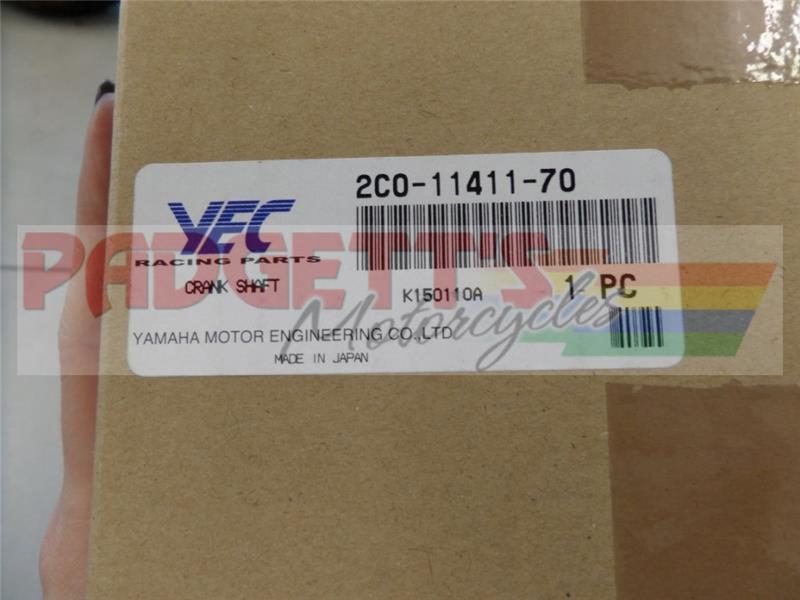 2C0-11411-70
YEC
RACING PARTS
CRANK SHAFT
K150110A
1 PC
YAMAHA MOTOR ENGINEERING CO.,LTD
MADE IN JAPAN
PADGETT'S
Motorcycles